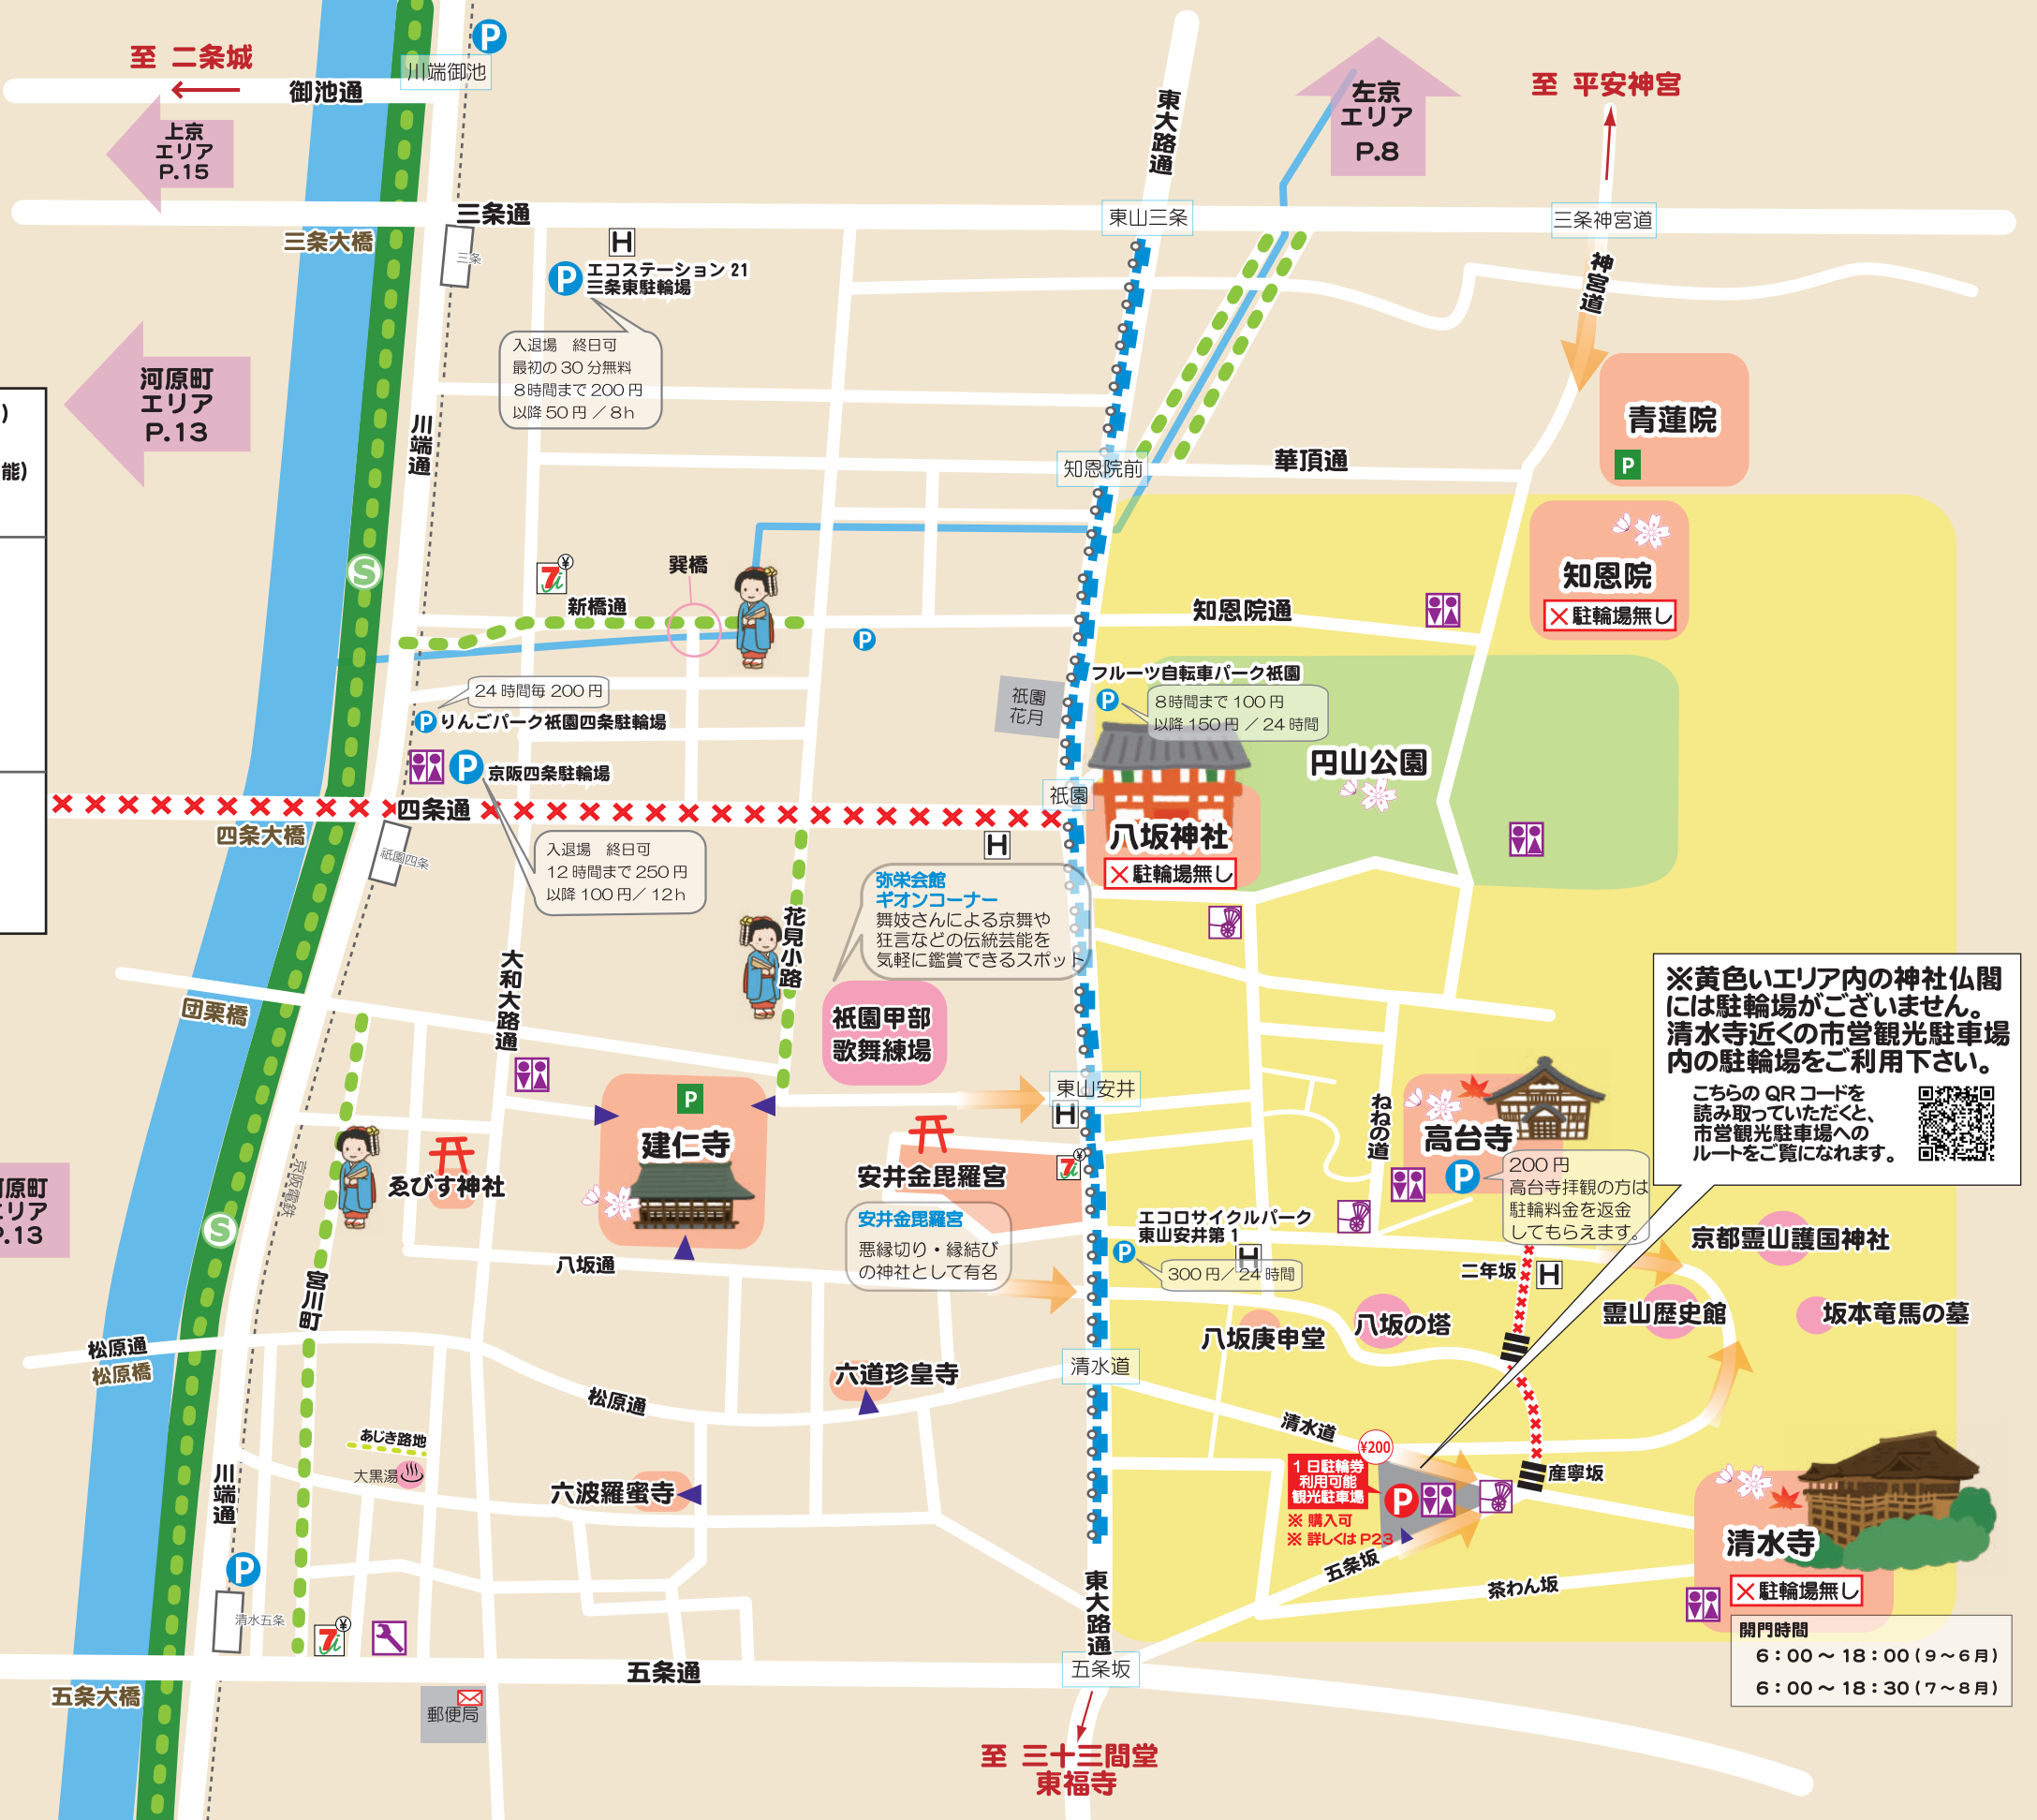 至 二条城
御池通
川端御池
P
上京
エリア
P.15
東大路通
左京
エリア
P.8
至 平安神宮
三条通
三条大橋
三条
東山三条
三条神宮道
神宮道
H
P
エコステーション 21
三条東駐輪場
入退場 終日可
最初の 30 分無料
8時間まで 200 円
以降 50 円 ／ 8h
河原町
エリア
P.13
)
能)
川端通
青蓮院
P
知恩院前
華頂通
知恩院
×駐輪場無し
S
巽橋
新橋通
知恩院通
P
24 時間毎 200 円
P
りんごパーク祇園四条駐輪場
P
京阪四条駐輪場
祇園
花月
フルーツ自転車パーク祇園
P
8時間まで 100 円
以降 150 円 ／ 24 時間
円山公園
四条通
四条大橋
祇園四条
祇園
H
八坂神社
×駐輪場無し
入退場 終日可
12 時間まで 250 円
以降 100 円／ 12h
弥栄会館
ギオンコーナー
舞妓さんによる京舞や
狂言などの伝統芸能を
気軽に鑑賞できるスポット
花見小路
大和大路通
団栗橋
祇園甲部
歌舞練場
※黄色いエリア内の神社仏閣
には駐輪場がございません。
清水寺近くの市営観光駐車場
内の駐輪場をご利用下さい。
こちらの QR コードを
読み取っていただくと、
市営観光駐車場への
ルートをご覧になれます。
東山安井
H
P
建仁寺
ねねの道
高台寺
P
200 円
高台寺拝観の方は
駐輪料金を返金
してもらえます。
京阪電鉄
ゑびす神社
安井金毘羅宮
安井金毘羅宮
悪縁切り・縁結び
の神社として有名
河原町
エリア
P.13
S
エコロサイクルパーク
東山安井第 1
P
H
300 円／ 24 時間
京都霊山護国神社
二年坂
H
八坂通
宮川町
霊山歴史館
坂本竜馬の墓
八坂庚申堂
八坂の塔
松原通
松原橋
六道珍皇寺
清水道
松原通
清水道
¥200
あじき路地
大黒湯
1 日駐輪券
利用可能
観光駐車場
P
※ 購入可
※ 詳しくは P23
産寧坂
六波羅蜜寺
川端通
清水寺
×駐輪場無し
五条坂
茶わん坂
P
清水五条
東大路通
開門時間
6：00 ～ 18：00（9～6月）
6：00 ～ 18：30（7～8月）
五条通
五条坂
五条大橋
郵便局
至 三十三間堂
東福寺